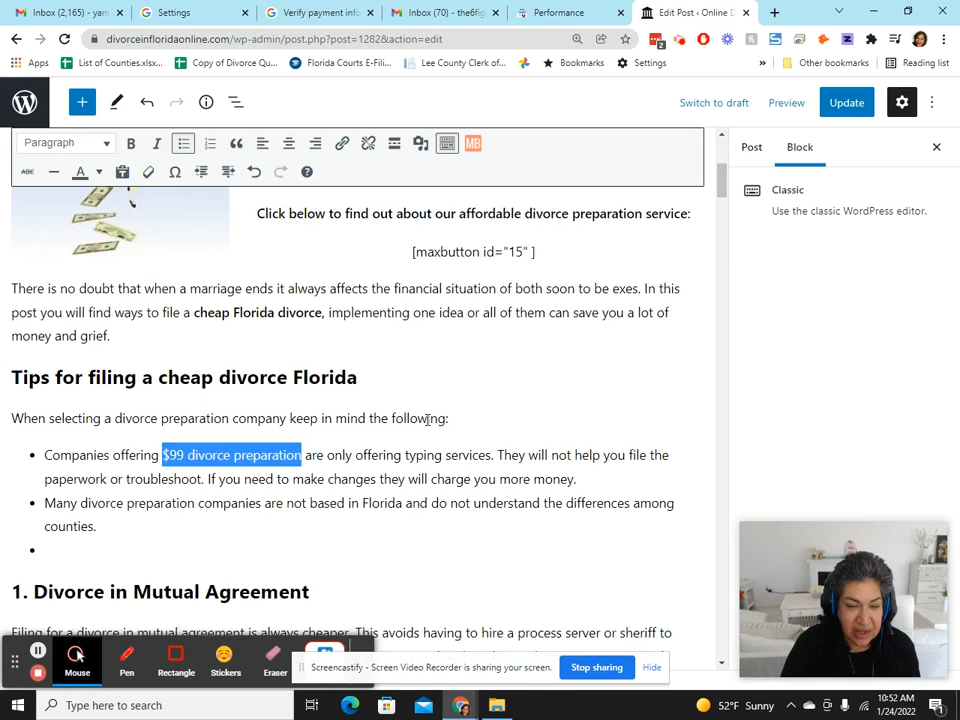 Inbox (2,165) - yam
Settings
Verify payment info
Inbox (70) - the6fig
Performance
Edit Post ‹ Online D
divorceinfloridaonline.com/wp-admin/post.php?post=1282&action=edit
Apps
List of Counties.xlsx...
Copy of Divorce Qu...
Florida Courts E-Fili...
Lee County Clerk of...
Bookmarks
Settings
»
Other bookmarks
Reading list
Switch to draft
Preview
Update
Paragraph
Post
Block
Classic
Use the classic WordPress editor.
Click below to find out about our affordable divorce preparation service:
[maxbutton id="15" ]
There is no doubt that when a marriage ends it always affects the financial situation of both soon to be exes. In this
post you will find ways to file a cheap Florida divorce, implementing one idea or all of them can save you a lot of
money and grief.
Tips for filing a cheap divorce Florida
When selecting a divorce preparation company keep in mind the following:
• Companies offering $99 divorce preparation are only offering typing services. They will not help you file the
paperwork or troubleshoot. If you need to make changes they will charge you more money.
• Many divorce preparation companies are not based in Florida and do not understand the differences among
counties.
•
1. Divorce in Mutual Agreement
Filing for a divorce in mutual agreement is always cheaper. This avoids having to hire a process server or sheriff to
Mouse
Pen
Rectangle
Stickers
Eraser
Screencastify - Screen Video Recorder is sharing your screen.
Stop sharing
Hide
Type here to search
52°F Sunny
10:52 AM
1/24/2022